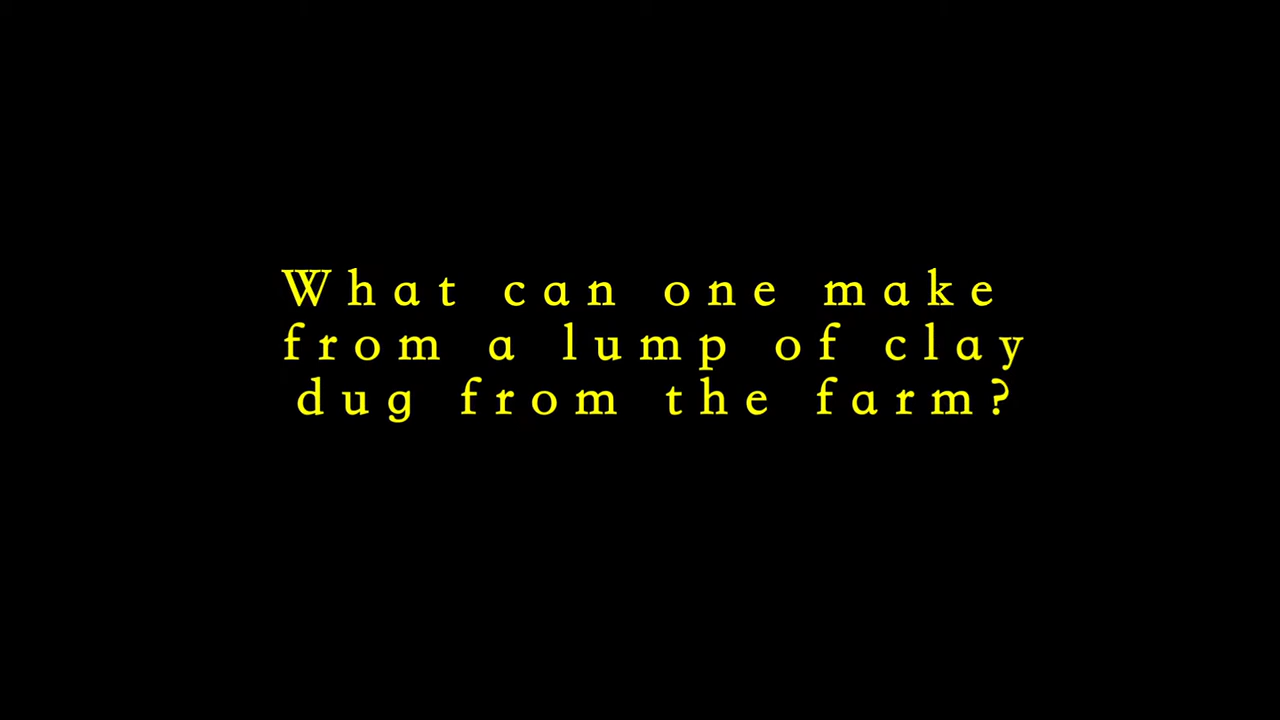 What can one make
from a lump of clay
dug from the farm?